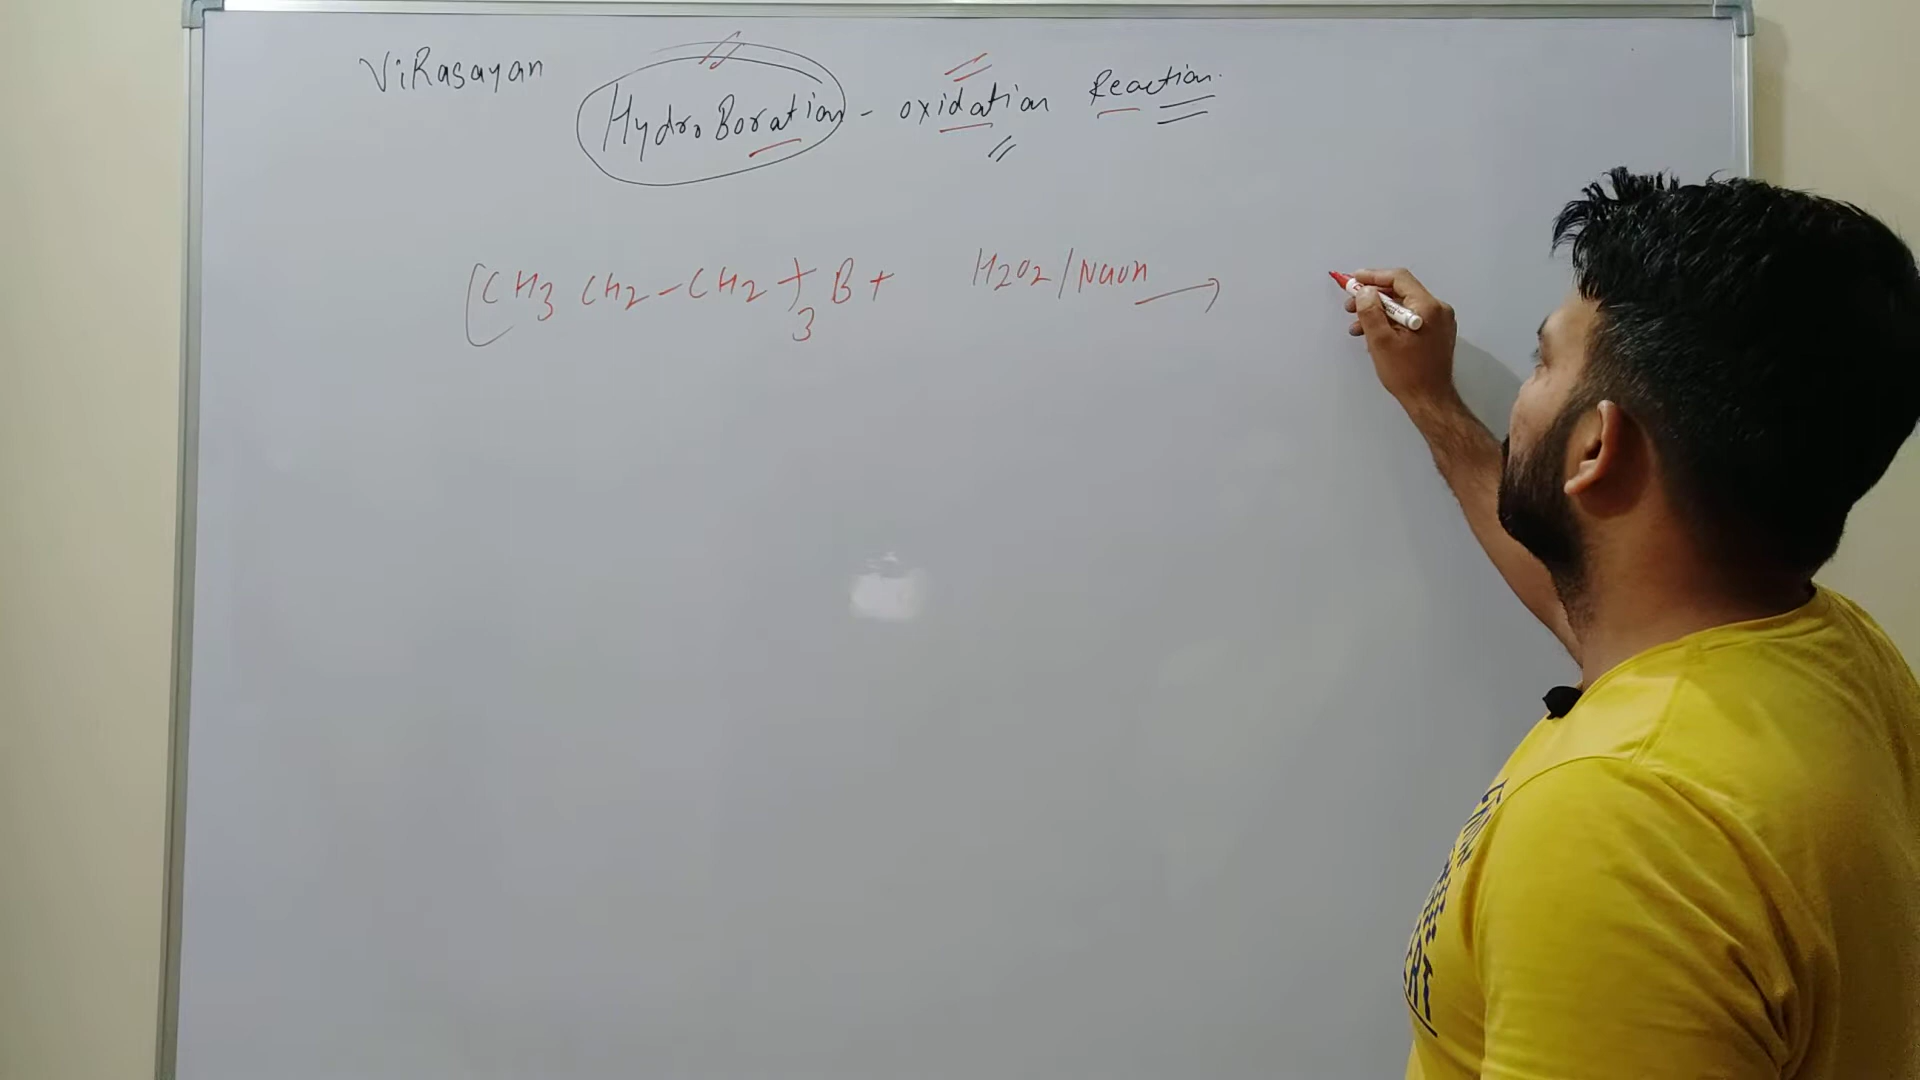 ViRasayan
HydroBoration - oxidation Reaction.
(CH3 CH2-CH2)3 B + H2O2/NaOH →